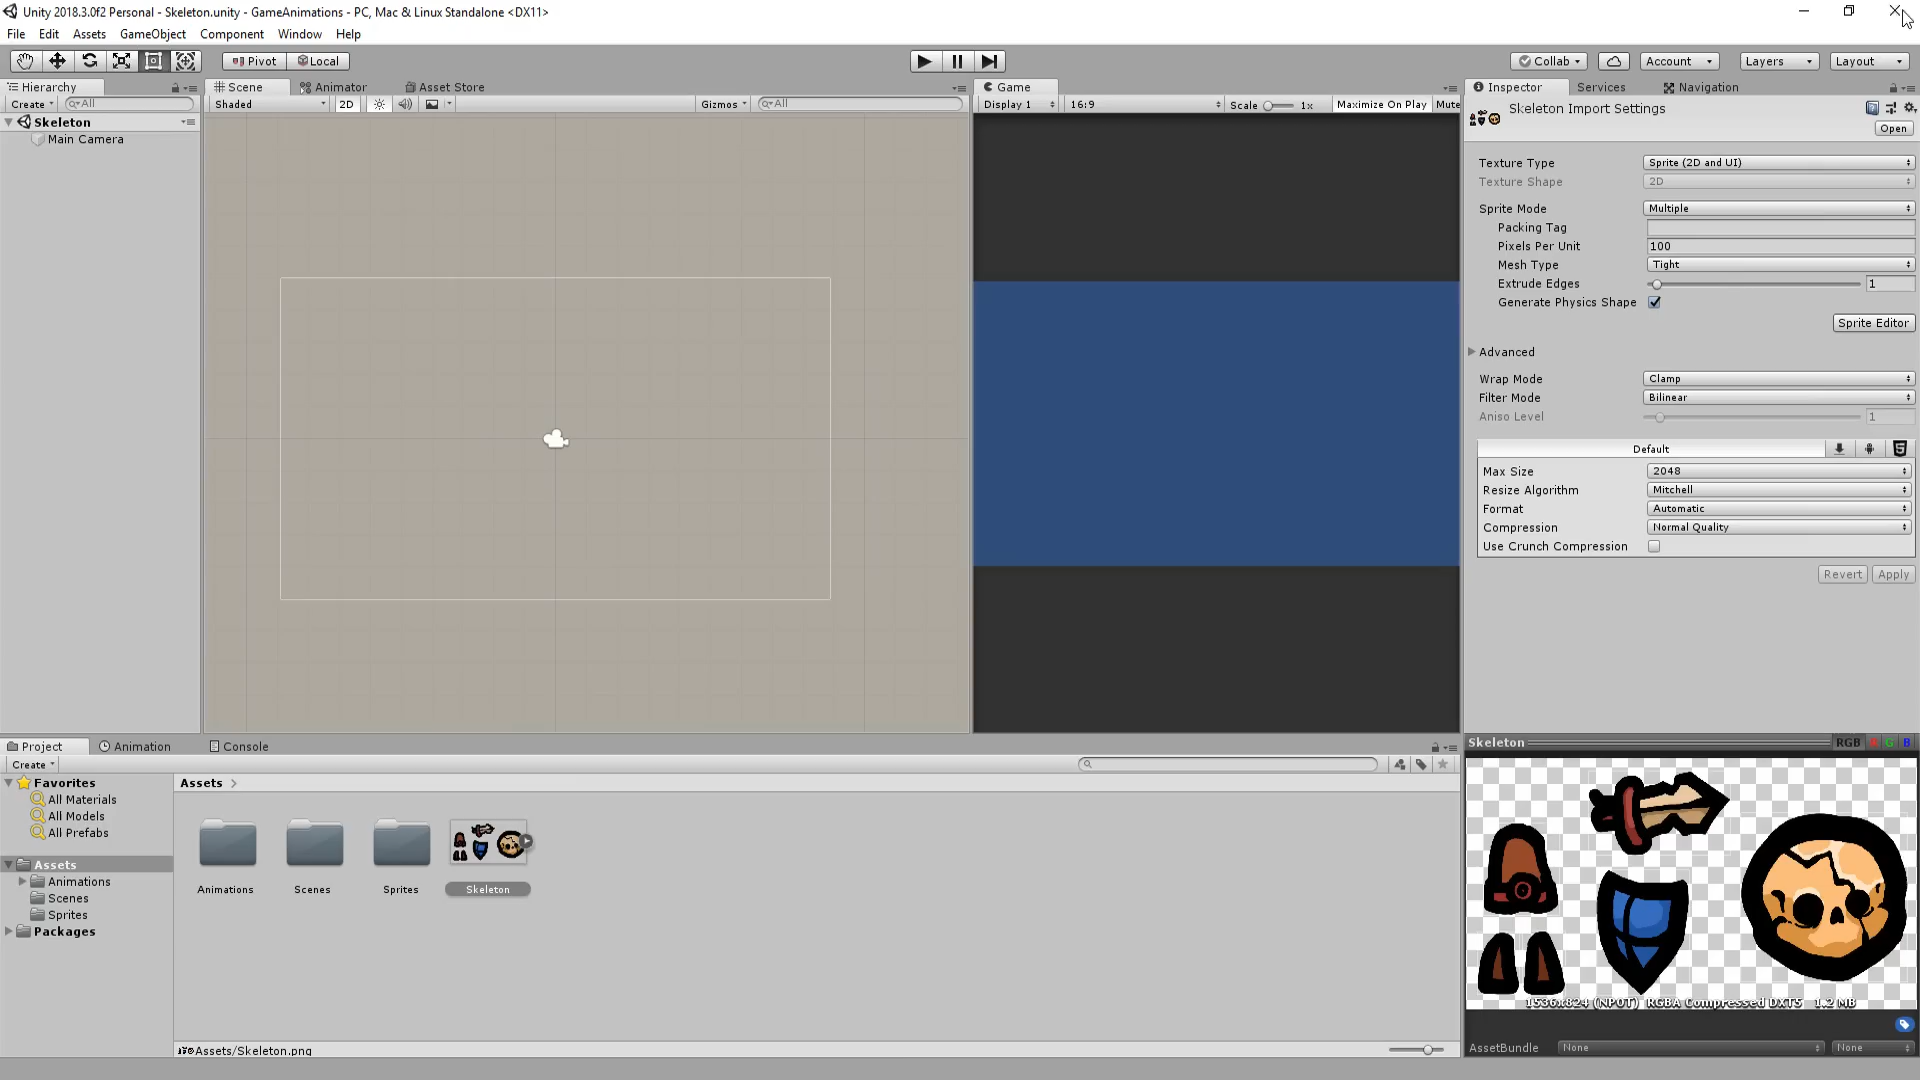 Unity 2018.3.0f2 Personal - Skeleton.unity - GameAnimations - PC, Mac & Linux Standalone <DX11>
File Edit Assets GameObject Component Window Help
Pivot Local Collab Account Layers Layout
Hierarchy
Create All
Skeleton
Main Camera
Scene Animator Asset Store
Shaded 2D Gizmos All
Game
Display 1 16:9 Scale 1x Maximize On Play Mute
Inspector Services Navigation
Skeleton Import Settings
Open
Texture Type Sprite (2D and UI)
Texture Shape 2D
Sprite Mode Multiple
Packing Tag
Pixels Per Unit 100
Mesh Type Tight
Extrude Edges 1
Generate Physics Shape
Sprite Editor
Advanced
Wrap Mode Clamp
Filter Mode Bilinear
Aniso Level 1
Default
Max Size 2048
Resize Algorithm Mitchell
Format Automatic
Compression Normal Quality
Use Crunch Compression
Revert Apply
Project Animation Console
Create
Favorites
All Materials
All Models
All Prefabs
Assets
Animations
Scenes
Sprites
Packages
Assets
Animations Scenes Sprites Skeleton
Assets/Skeleton.png
Skeleton RGB R G B
1536x824 (NPOT) RGBA Compressed DXT5 1.2 MB
AssetBundle None None